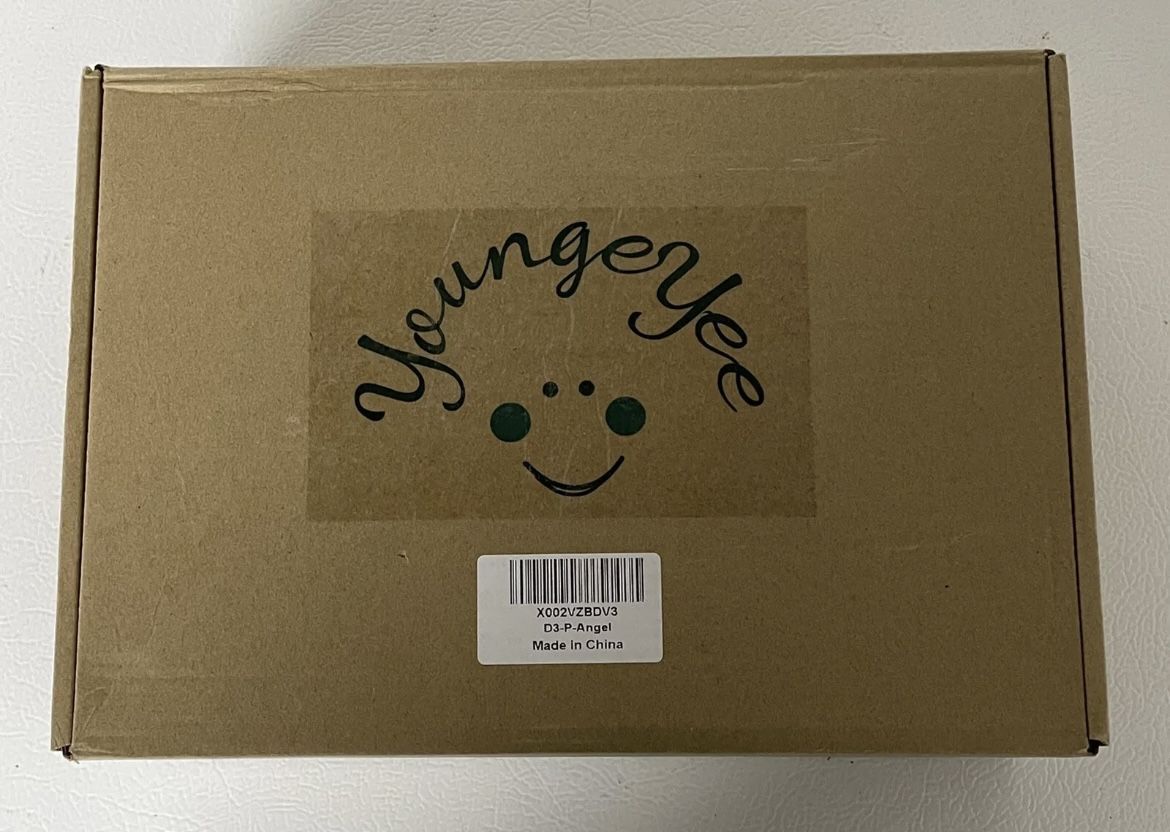 YoungeYee
X002VZBDV3
D3-P-Angel
Made in China